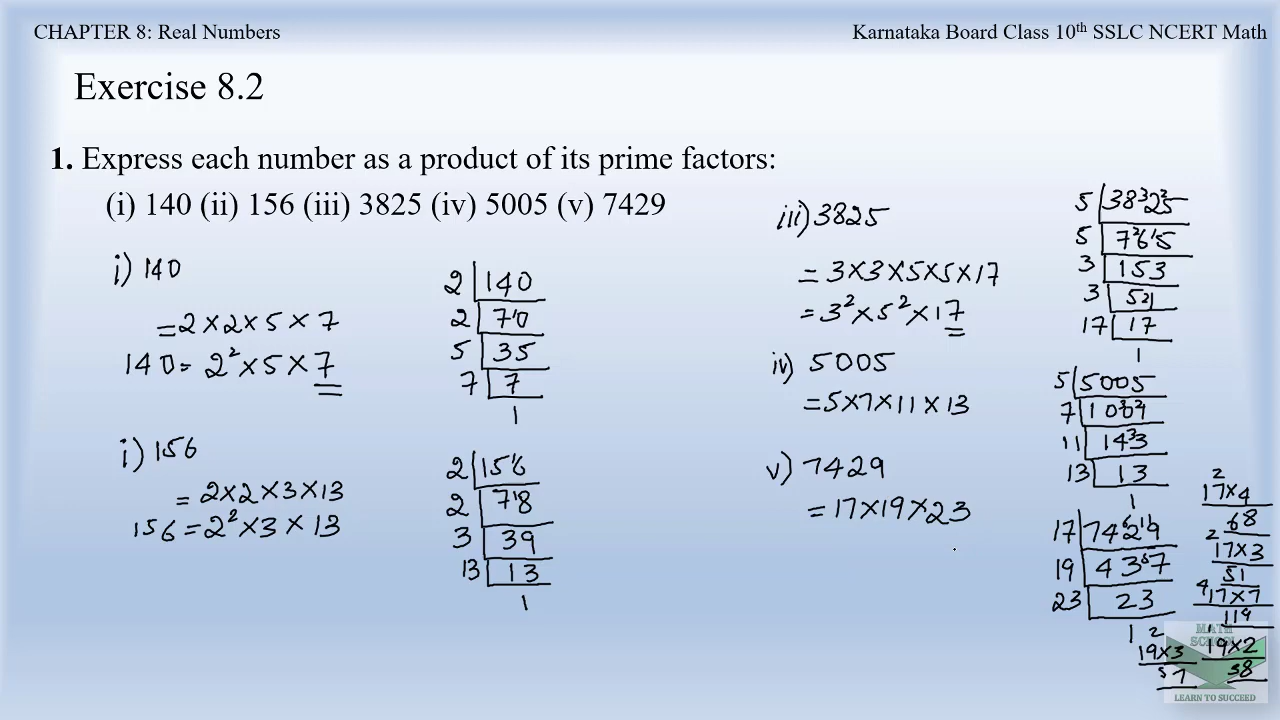 CHAPTER 8: Real Numbers
Karnataka Board Class 10th SSLC NCERT Math
Exercise 8.2
1. Express each number as a product of its prime factors:
(i) 140 (ii) 156 (iii) 3825 (iv) 5005 (v) 7429
i) 140
= 2 × 2 × 5 × 7
140 = 2² × 5 × 7
2 | 140
2 | 70
5 | 35
7 | 7
1
i) 156
= 2×2×3×13
156 = 2² × 3 × 13
2 | 156
2 | 78
3 | 39
13 | 13
1
iii) 3825
= 3×3×5×5×17
= 3² × 5² × 17
5 | 3825
5 | 765
3 | 153
3 | 51
17 | 17
1
iv) 5005
= 5×7×11×13
5 | 5005
7 | 1001
11 | 143
13 | 13
1
v) 7429
= 17×19×23
17 | 7429
19 | 437
23 | 23
1
2
17×4
68
2
17×3
51
4
17×7
119
2
19×3
57
1
19×2
38
MATH
SCHOOL
LEARN TO SUCCEED